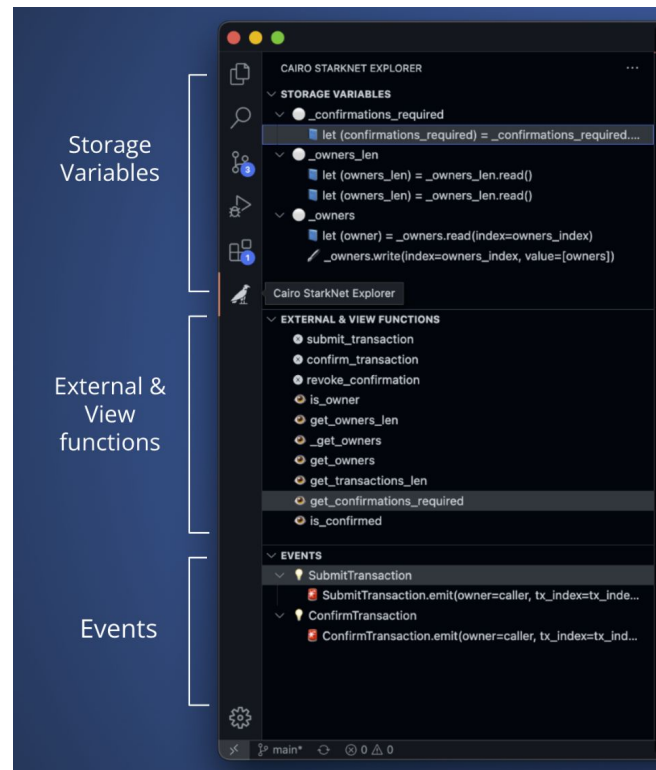 Storage
Variables
External &
View
functions
Events
CAIRO STARKNET EXPLORER
...
STORAGE VARIABLES
_confirmations_required
let (confirmations_required) = _confirmations_required....
_owners_len
let (owners_len) = _owners_len.read()
let (owners_len) = _owners_len.read()
_owners
let (owner) = _owners.read(index=owners_index)
_owners.write(index=owners_index, value=[owners])
3
1
Cairo StarkNet Explorer
EXTERNAL & VIEW FUNCTIONS
submit_transaction
confirm_transaction
revoke_confirmation
is_owner
get_owners_len
_get_owners
get_owners
get_transactions_len
get_confirmations_required
is_confirmed
EVENTS
SubmitTransaction
SubmitTransaction.emit(owner=caller, tx_index=tx_inde...
ConfirmTransaction
ConfirmTransaction.emit(owner=caller, tx_index=tx_ind...
main* 0 0